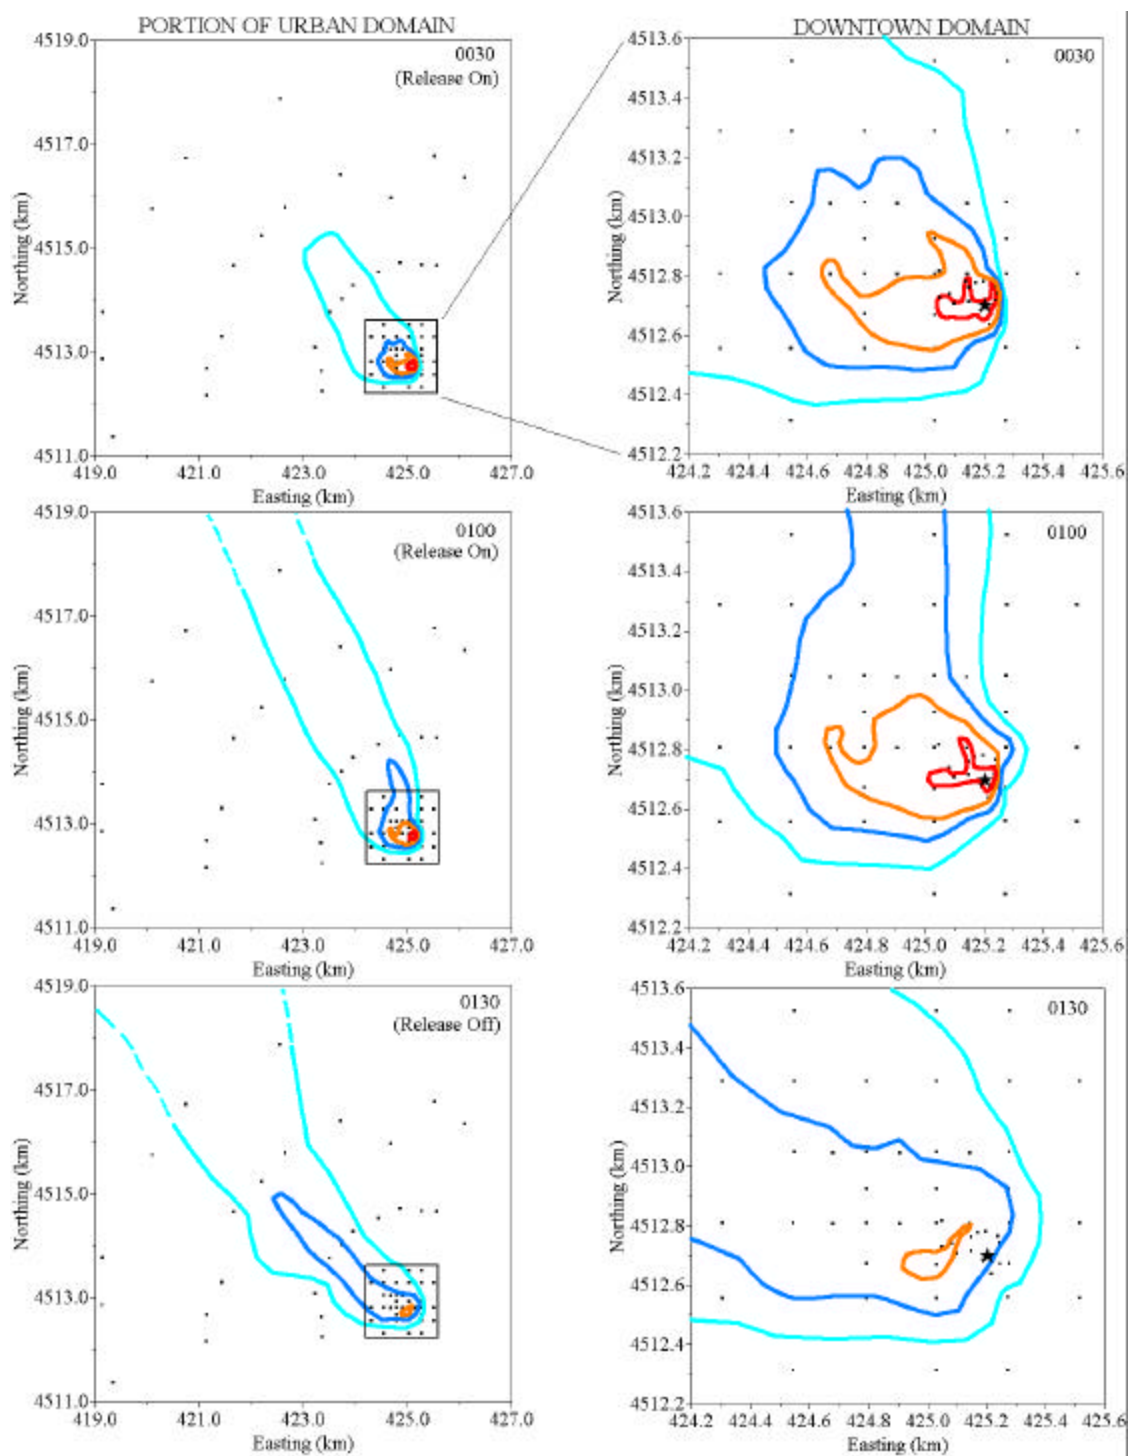 PORTION OF URBAN DOMAIN
DOWNTOWN DOMAIN
4519.0
0030
(Release On)
4517.0
4515.0
4513.0
4511.0
Northing (km)
419.0 421.0 423.0 425.0 427.0
Easting (km)
4513.6
0030
4513.4
4513.2
4513.0
4512.8
4512.6
4512.4
4512.2
Northing (km)
424.2 424.4 424.6 424.8 425.0 425.2 425.4 425.6
Easting (km)
4519.0
0100
(Release On)
4517.0
4515.0
4513.0
4511.0
Northing (km)
419.0 421.0 423.0 425.0 427.0
Easting (km)
4513.6
0100
4513.4
4513.2
4513.0
4512.8
4512.6
4512.4
4512.2
Northing (km)
424.2 424.4 424.6 424.8 425.0 425.2 425.4 425.6
Easting (km)
4519.0
0130
(Release Off)
4517.0
4515.0
4513.0
4511.0
Northing (km)
419.0 421.0 423.0 425.0 427.0
Easting (km)
4513.6
0130
4513.4
4513.2
4513.0
4512.8
4512.6
4512.4
4512.2
Northing (km)
424.2 424.4 424.6 424.8 425.0 425.2 425.4 425.6
Easting (km)